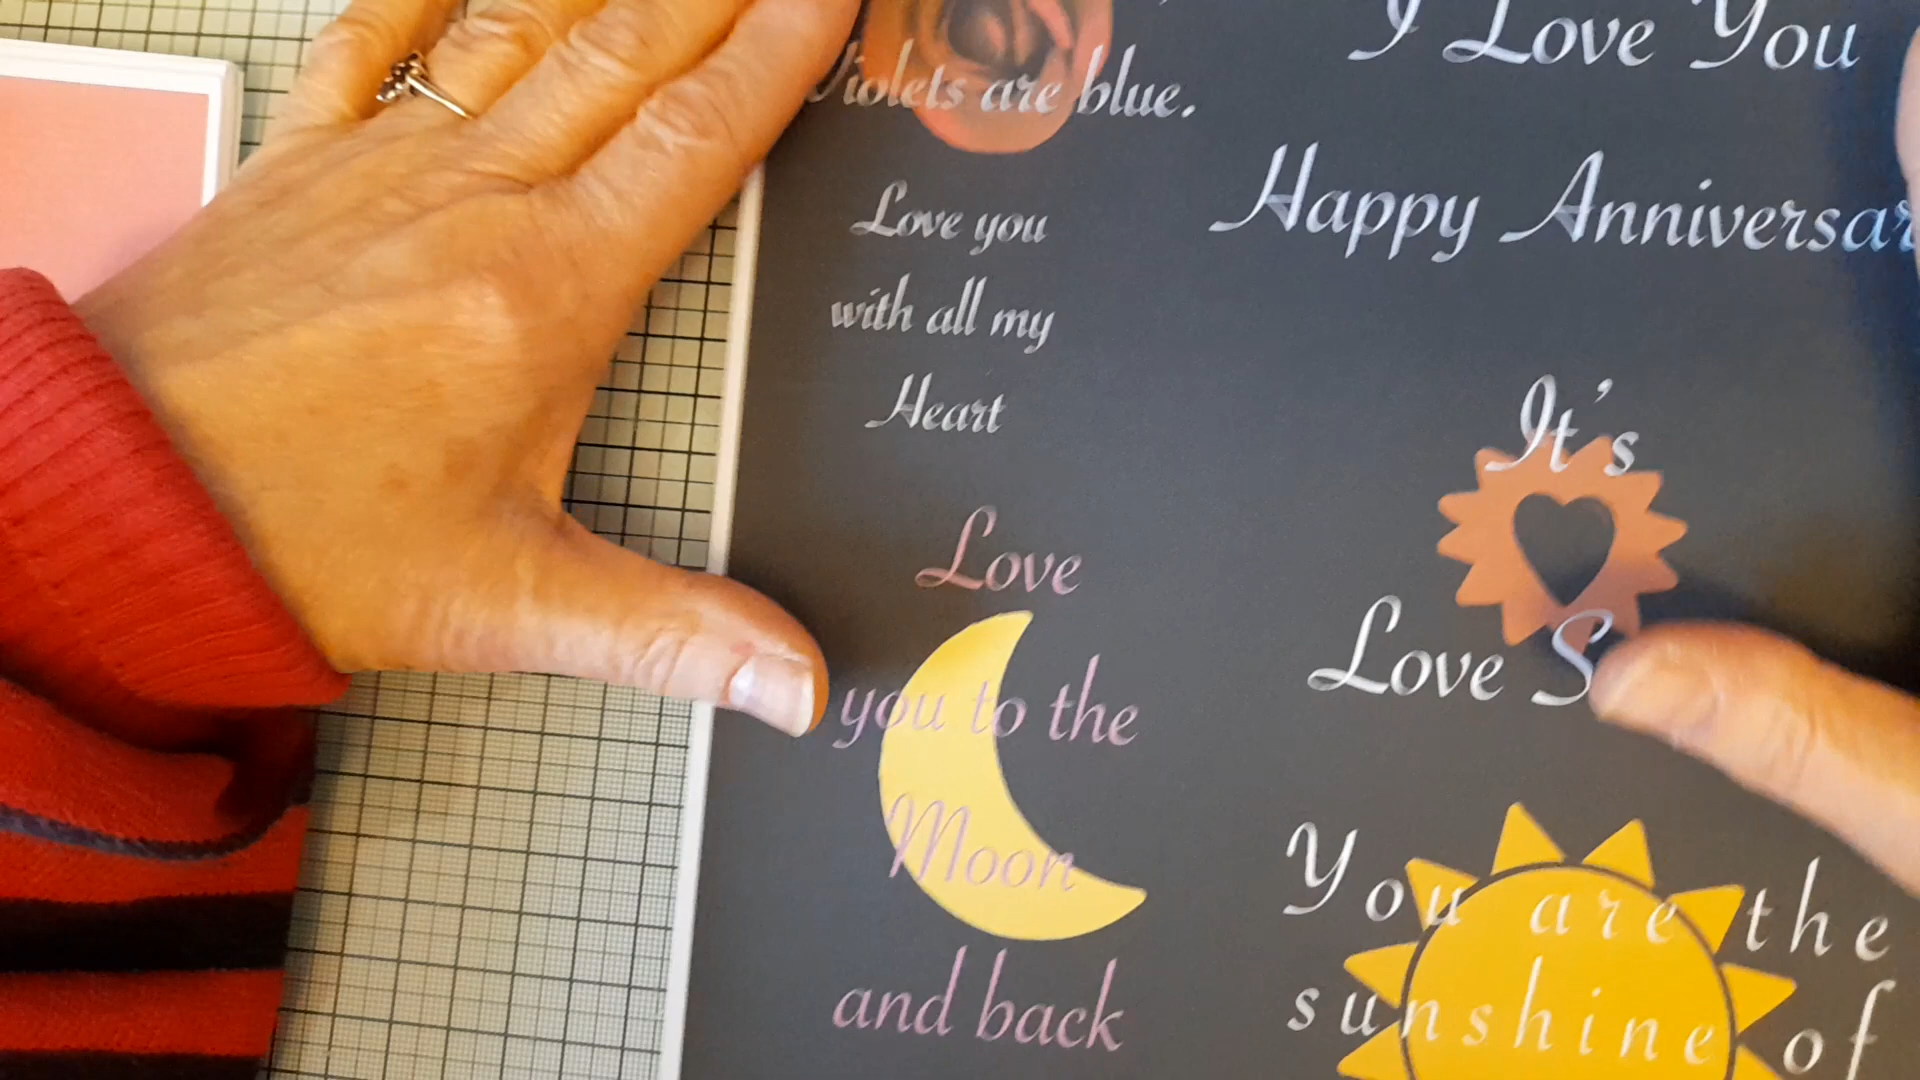 Violets are blue.
Love you
with all my
Heart
Love
you to the
Moon
and back
I Love You
Happy
It's
Love
You are the
sunshine of